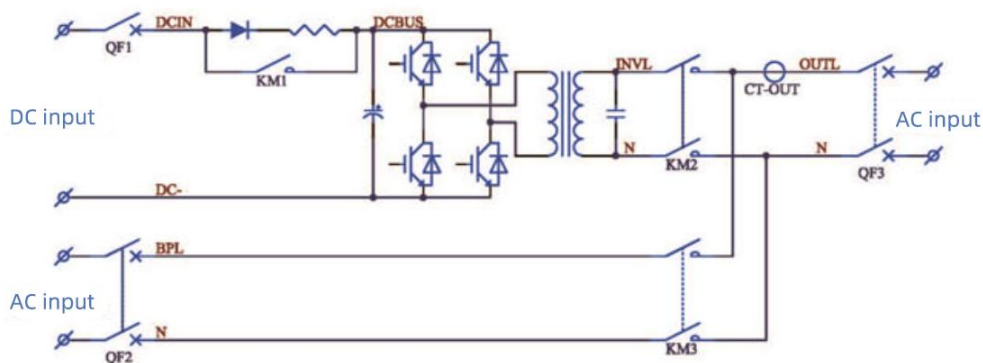 DCIN
DCBUS
QF1
KM1
INVL
OUTL
CT-OUT
DC input
AC input
N
N
KM2
QF3
DC-
BPL
AC input
N
QF2
KM3